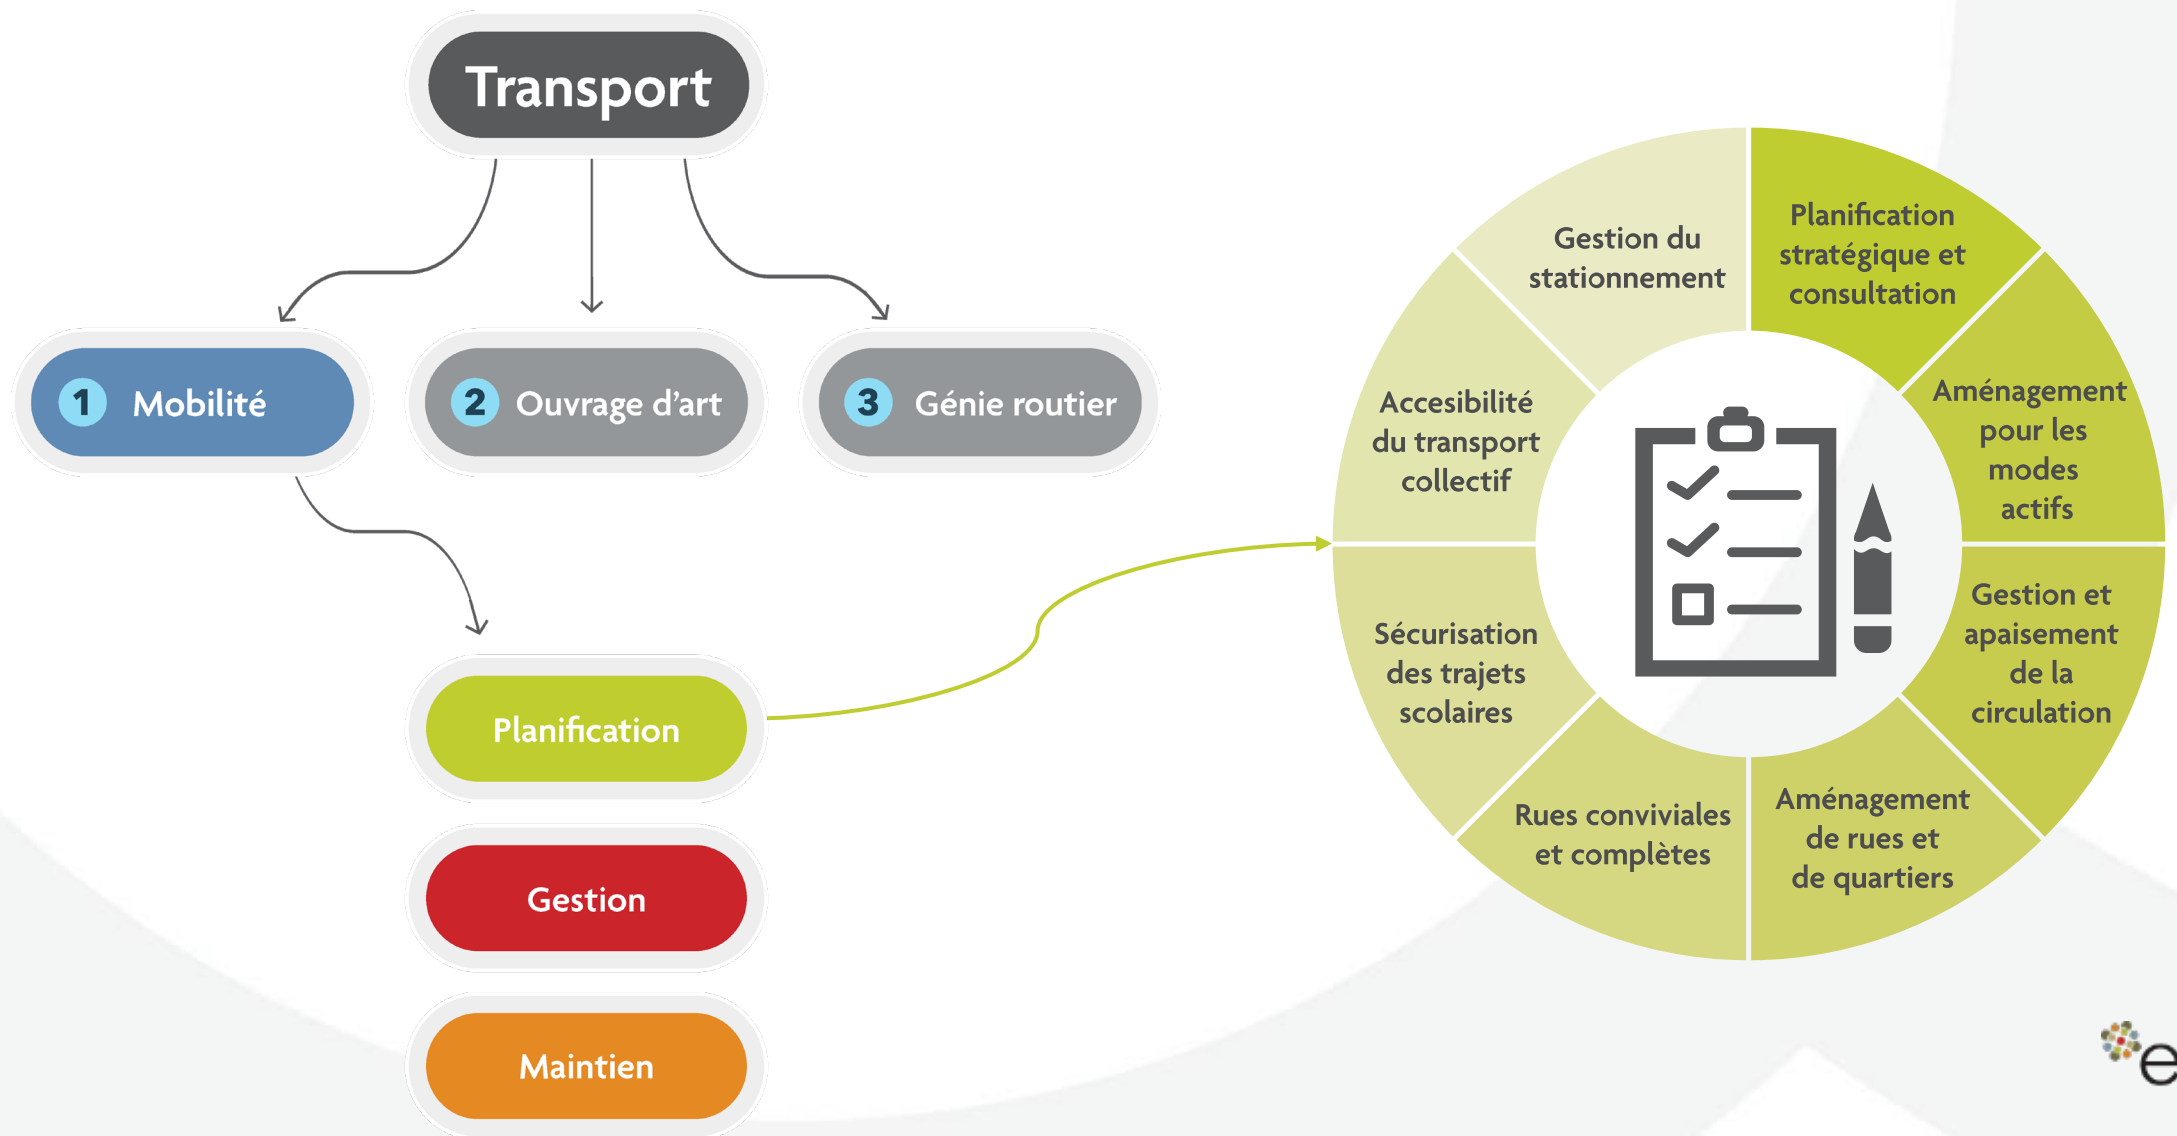 Transport
1 Mobilité
2 Ouvrage d’art
3 Génie routier
Planification
Gestion
Maintien
Planification
stratégique et
consultation
Aménagement
pour les
modes
actifs
Gestion et
apaisement
de la
circulation
Aménagement
de rues et
de quartiers
Rues conviviales
et complètes
Sécurisation
des trajets
scolaires
Accesibilité
du transport
collectif
Gestion du
stationnement
e